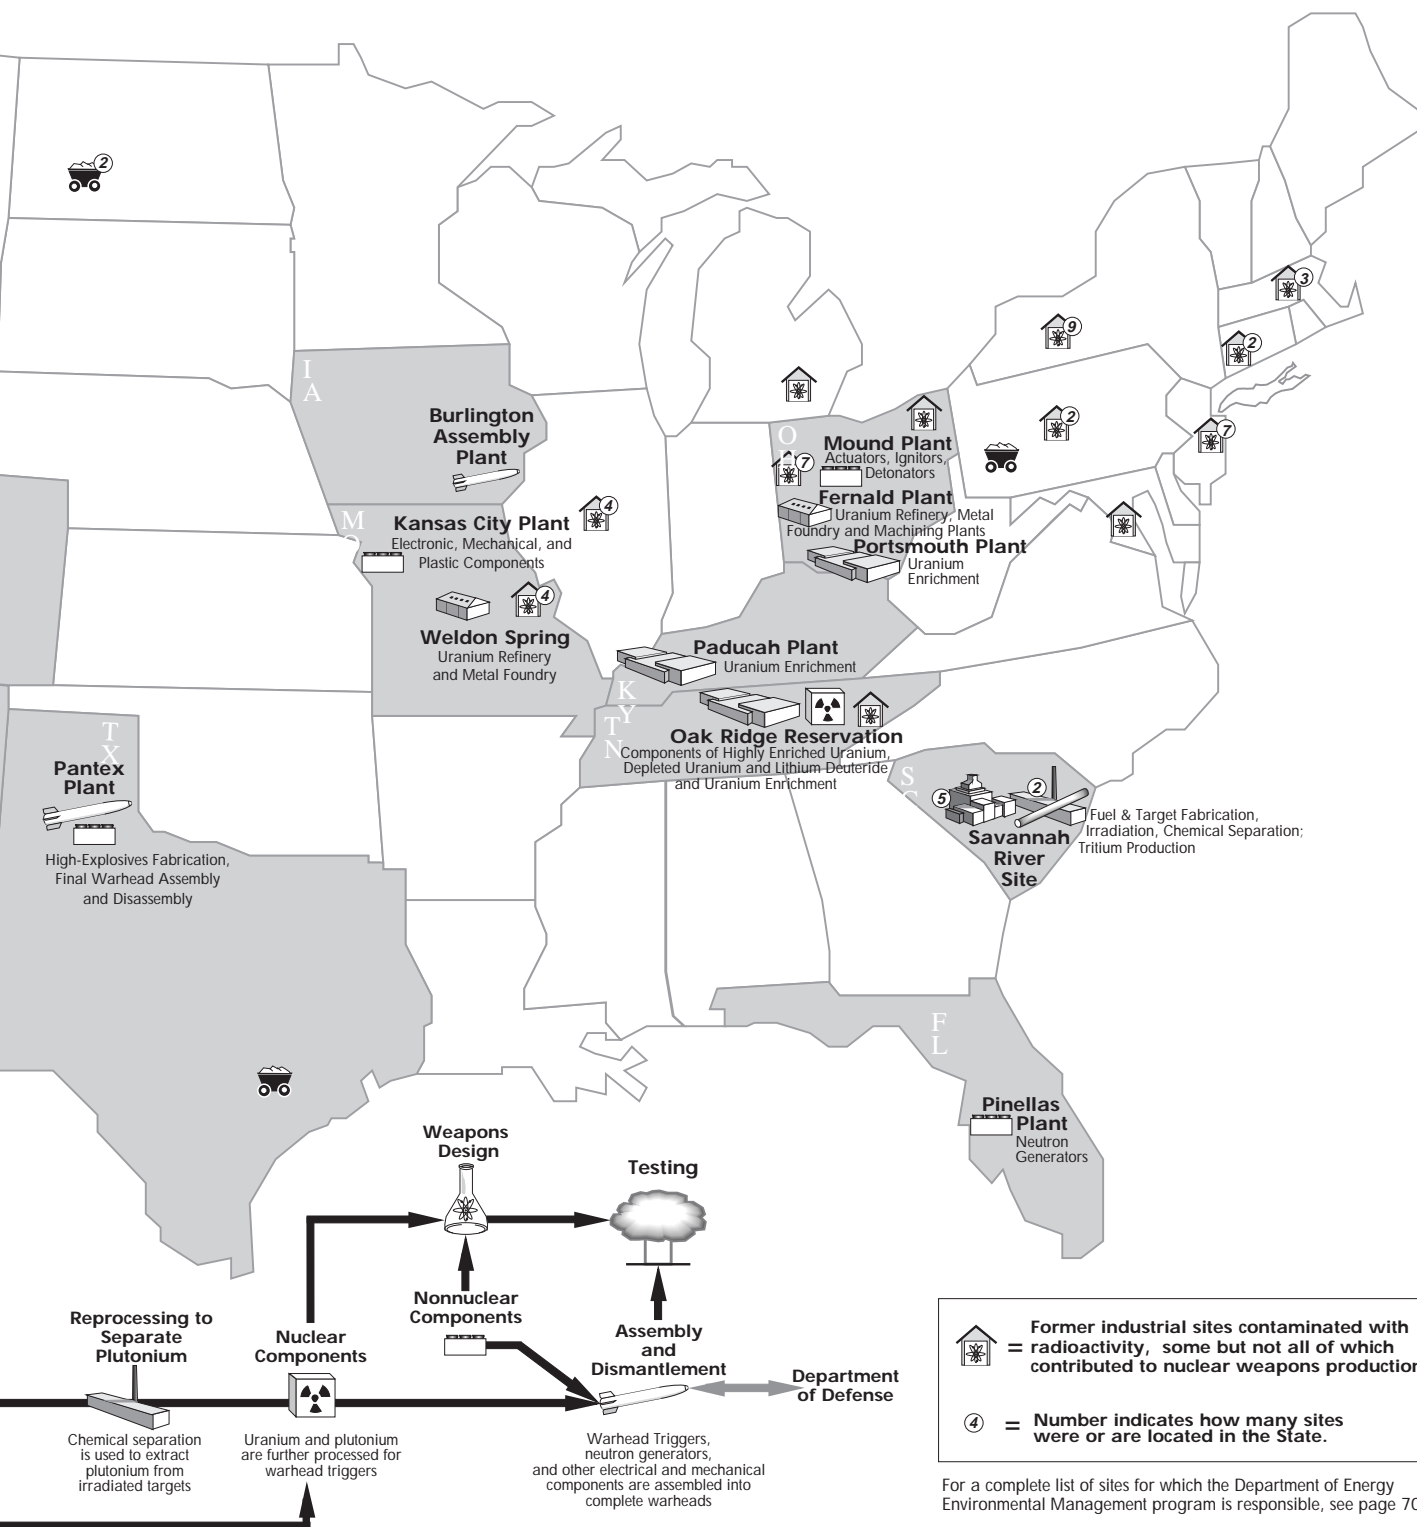 2
3
9
2
IA
Burlington
Assembly
Plant
2
7
OH
Mound Plant
Actuators, Ignitors,
Detonators
7
Fernald Plant
Uranium Refinery, Metal
Foundry and Machining Plants
Portsmouth Plant
Uranium
Enrichment
4
MO
Kansas City Plant
Electronic, Mechanical, and
Plastic Components
4
Weldon Spring
Uranium Refinery
and Metal Foundry
Paducah Plant
Uranium Enrichment
KY
TN
Oak Ridge Reservation
Components of Highly Enriched Uranium,
Depleted Uranium and Lithium Deuteride
and Uranium Enrichment
TX
Pantex
Plant
High-Explosives Fabrication,
Final Warhead Assembly
and Disassembly
SC
5
2
Savannah
River
Site
Fuel & Target Fabrication,
Irradiation, Chemical Separation;
Tritium Production
FL
Pinellas
Plant
Neutron
Generators
Weapons
Design
Testing
Reprocessing to
Separate
Plutonium
Nuclear
Components
Nonnuclear
Components
Assembly
and
Dismantlement
Department
of Defense
Chemical separation
is used to extract
plutonium from
irradiated targets
Uranium and plutonium
are further processed for
warhead triggers
Warhead Triggers,
neutron generators,
and other electrical and mechanical
components are assembled into
complete warheads
= Former industrial sites contaminated with
radioactivity, some but not all of which
contributed to nuclear weapons production
4 = Number indicates how many sites
were or are located in the State.
For a complete list of sites for which the Department of Energy
Environmental Management program is responsible, see page 70